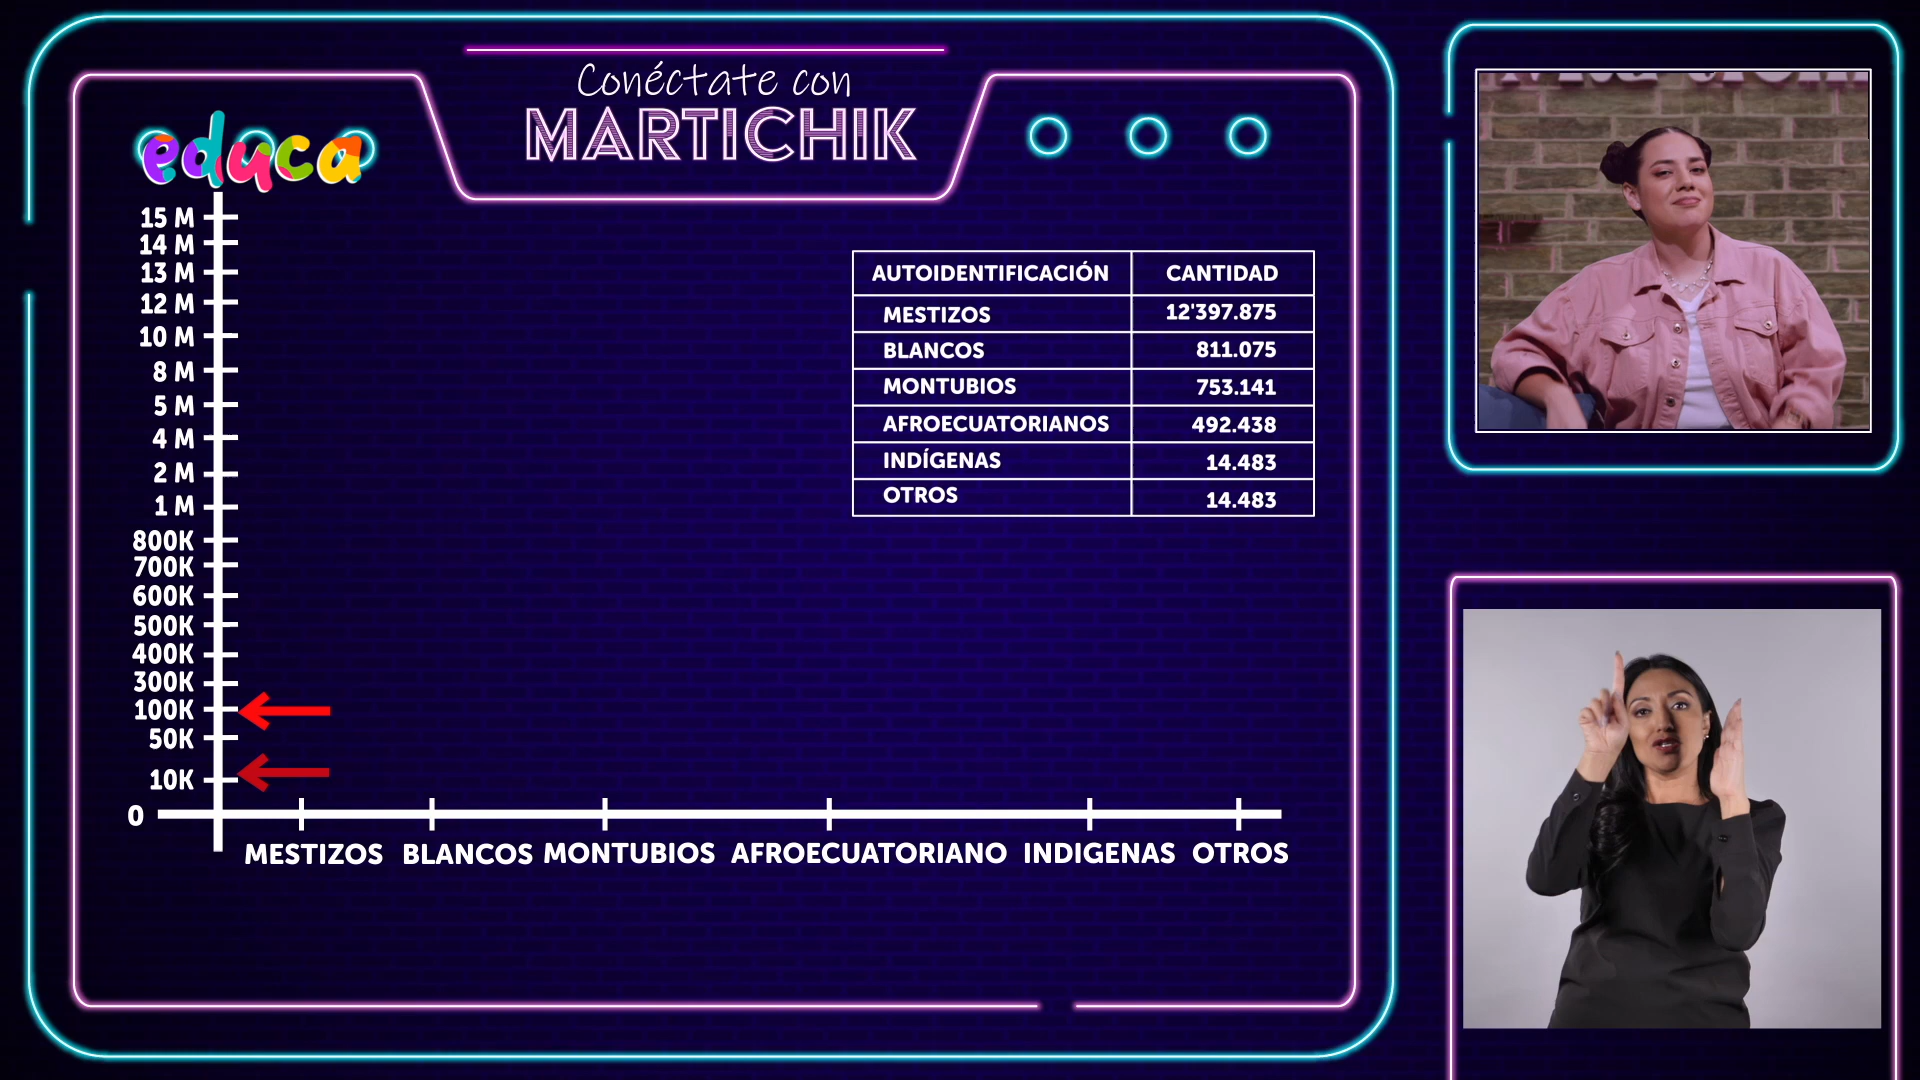 Conéctate con
MARTICHIK
educa
15 M
14 M
13 M
12 M
10 M
8 M
5 M
4 M
2 M
1 M
800K
700K
600K
500K
400K
300K
100K
50K
10K
0
MESTIZOS BLANCOS MONTUBIOS AFROECUATORIANO INDIGENAS OTROS
AUTOIDENTIFICACIÓN CANTIDAD
MESTIZOS 12'397.875
BLANCOS 811.075
MONTUBIOS 753.141
AFROECUATORIANOS 492.438
INDÍGENAS 14.483
OTROS 14.483